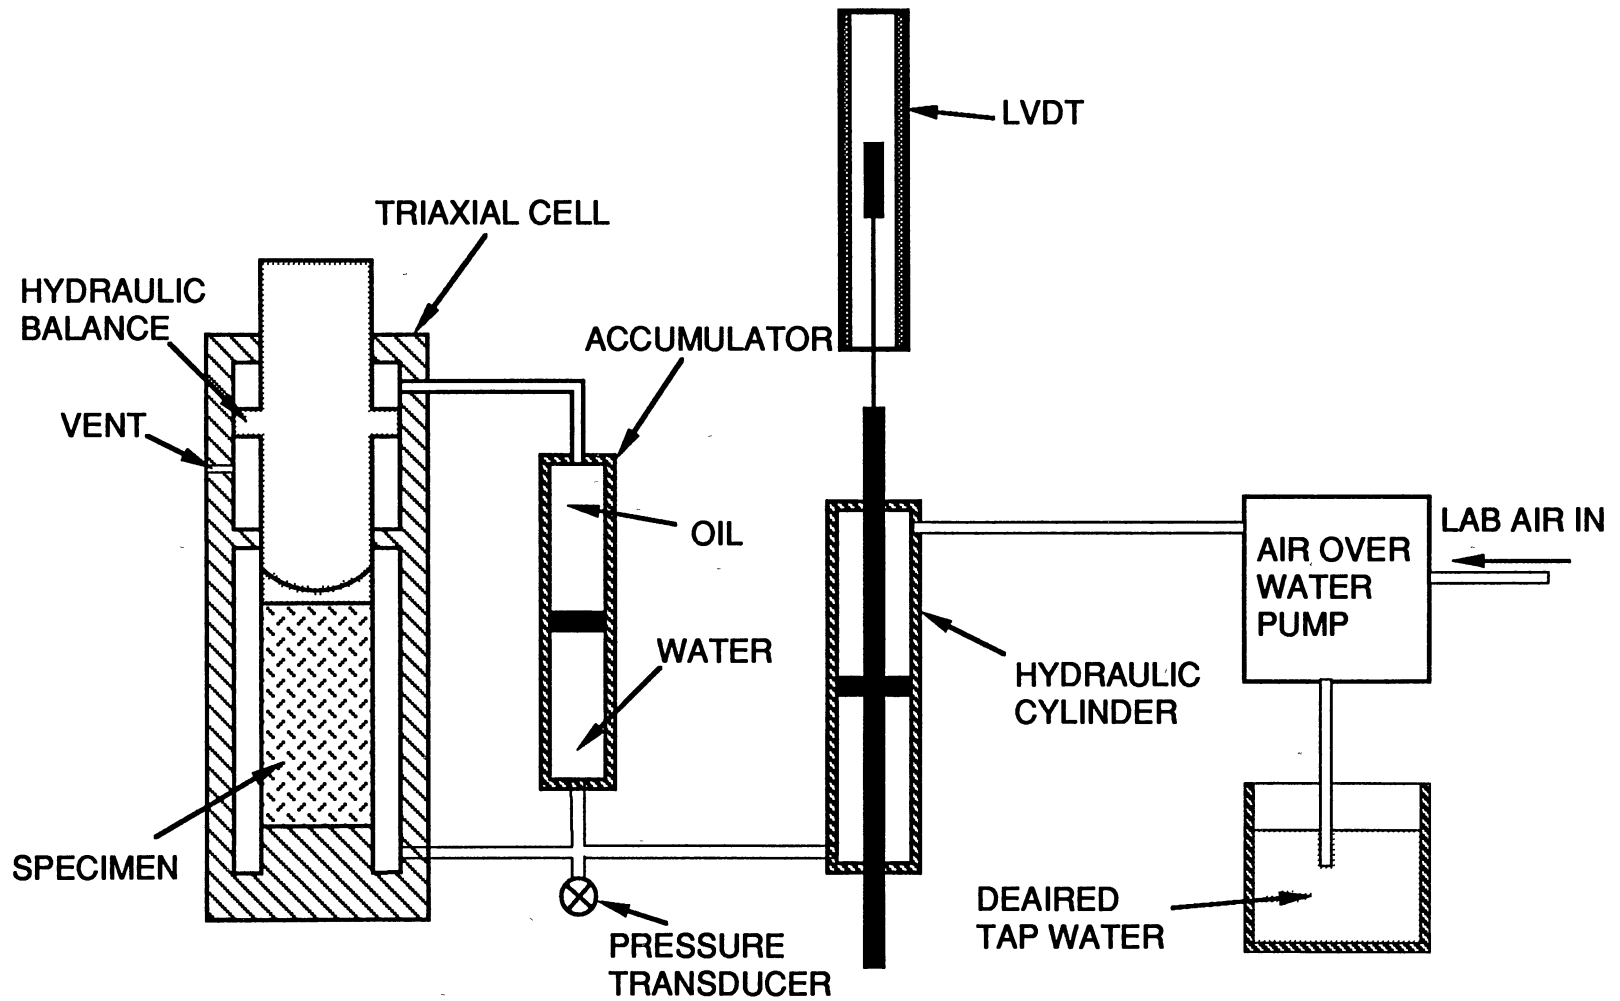 LVDT
TRIAXIAL CELL
HYDRAULIC
BALANCE
ACCUMULATOR
VENT
OIL
LAB AIR IN
AIR OVER
WATER
PUMP
WATER
HYDRAULIC
CYLINDER
SPECIMEN
DEAIRED
TAP WATER
PRESSURE
TRANSDUCER